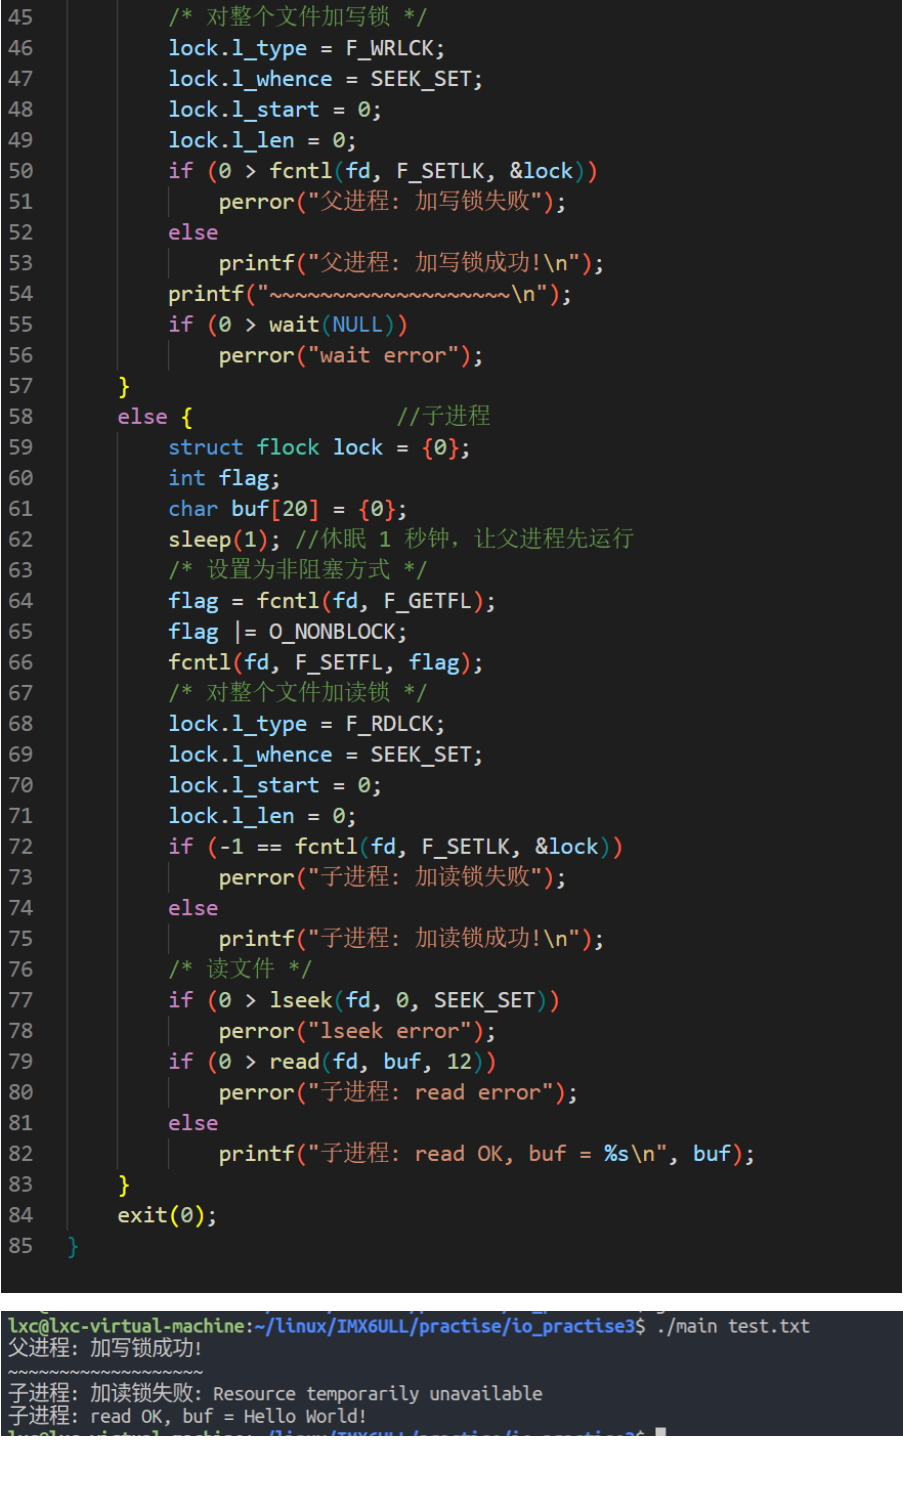 45 /* 对整个文件加写锁 */
46 lock.l_type = F_WRLCK;
47 lock.l_whence = SEEK_SET;
48 lock.l_start = 0;
49 lock.l_len = 0;
50 if (0 > fcntl(fd, F_SETLK, &lock))
51 perror("父进程: 加写锁失败");
52 else
53 printf("父进程: 加写锁成功!\n");
54 printf("~~~~~~~~~~~~~~~~~~~\n");
55 if (0 > wait(NULL))
56 perror("wait error");
57 }
58 else { //子进程
59 struct flock lock = {0};
60 int flag;
61 char buf[20] = {0};
62 sleep(1); //休眠 1 秒钟，让父进程先运行
63 /* 设置为非阻塞方式 */
64 flag = fcntl(fd, F_GETFL);
65 flag |= O_NONBLOCK;
66 fcntl(fd, F_SETFL, flag);
67 /* 对整个文件加读锁 */
68 lock.l_type = F_RDLCK;
69 lock.l_whence = SEEK_SET;
70 lock.l_start = 0;
71 lock.l_len = 0;
72 if (-1 == fcntl(fd, F_SETLK, &lock))
73 perror("子进程: 加读锁失败");
74 else
75 printf("子进程: 加读锁成功!\n");
76 /* 读文件 */
77 if (0 > lseek(fd, 0, SEEK_SET))
78 perror("lseek error");
79 if (0 > read(fd, buf, 12))
80 perror("子进程: read error");
81 else
82 printf("子进程: read OK, buf = %s\n", buf);
83 }
84 exit(0);
85 }
lxc@lxc-virtual-machine:~/linux/IMX6ULL/practise/io_practise3$ ./main test.txt
父进程: 加写锁成功!
~~~~~~~~~~~~~~~~~~~
子进程: 加读锁失败: Resource temporarily unavailable
子进程: read OK, buf = Hello World!